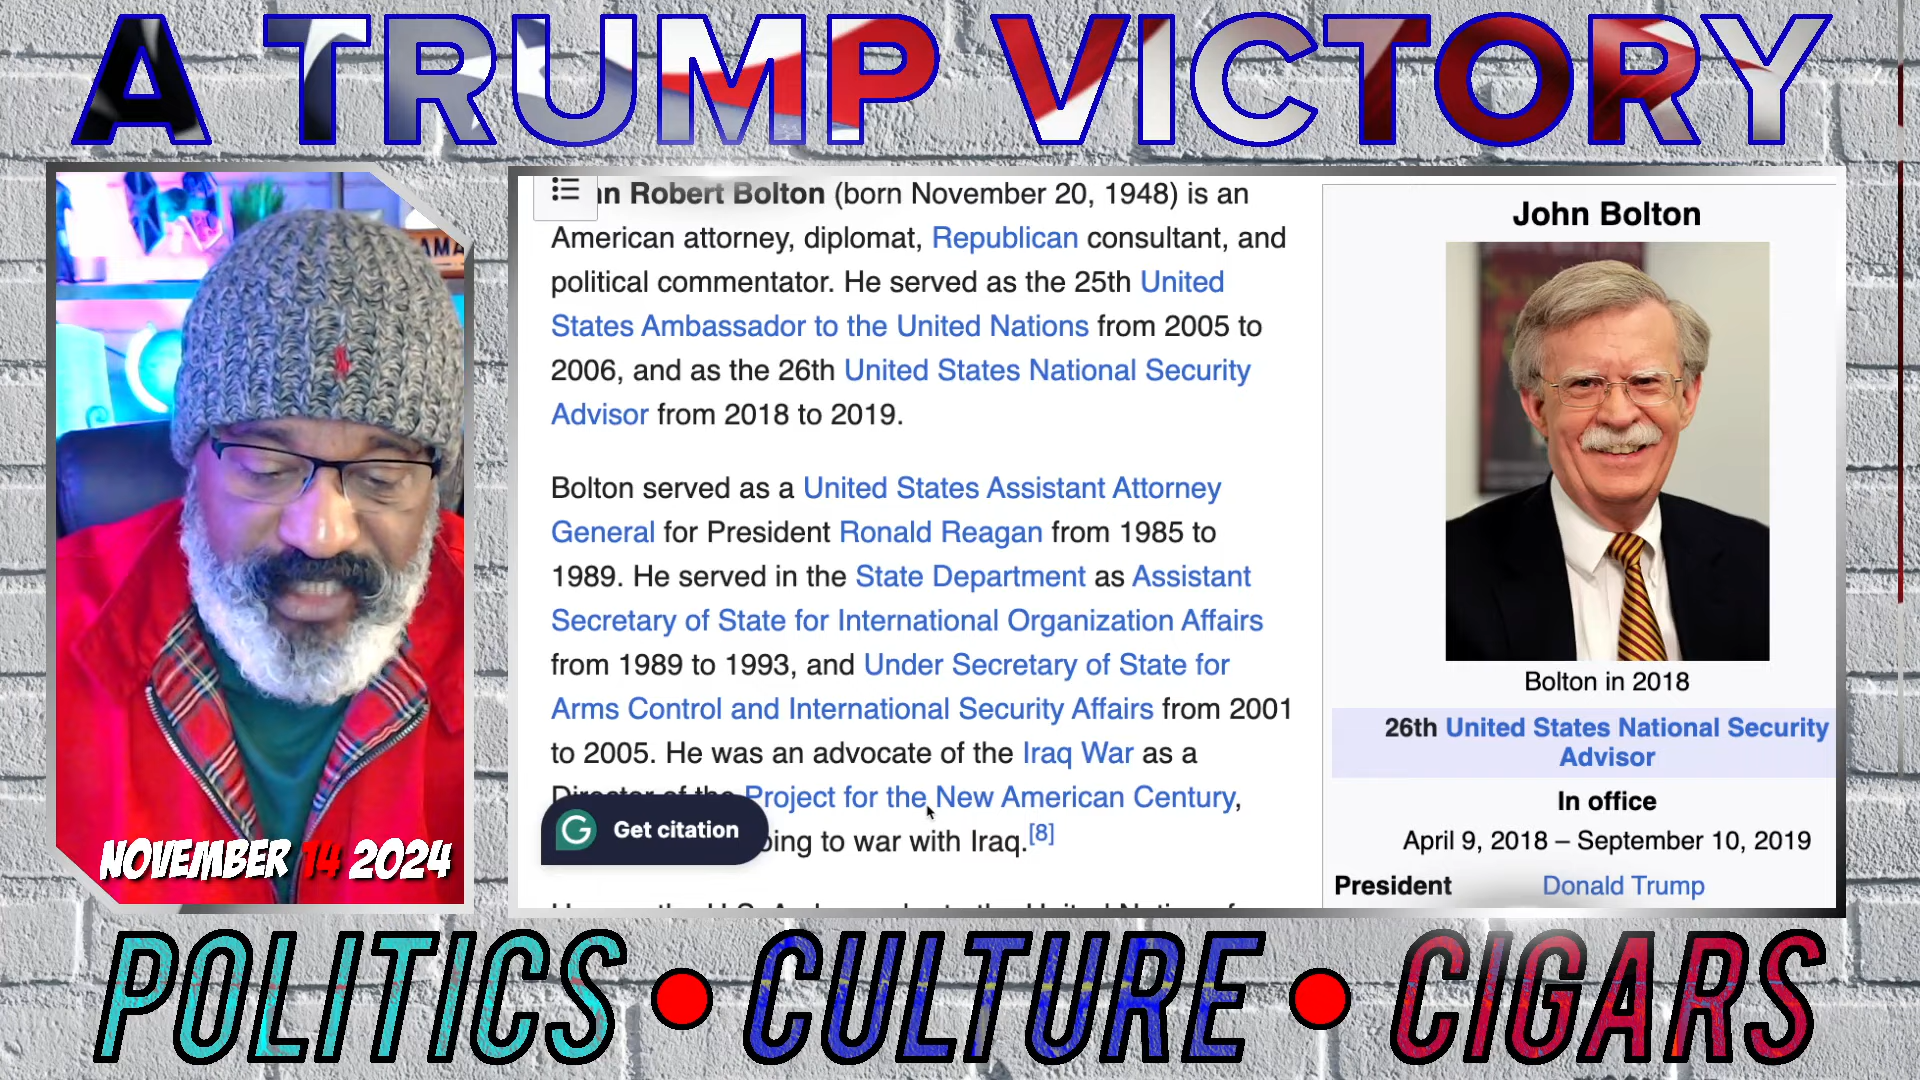 A TRUMP VICTORY
AMA
NOVEMBER 14 2024
n Robert Bolton (born November 20, 1948) is an
American attorney, diplomat, Republican consultant, and
political commentator. He served as the 25th United
States Ambassador to the United Nations from 2005 to
2006, and as the 26th United States National Security
Advisor from 2018 to 2019.
Bolton served as a United States Assistant Attorney
General for President Ronald Reagan from 1985 to
1989. He served in the State Department as Assistant
Secretary of State for International Organization Affairs
from 1989 to 1993, and Under Secretary of State for
Arms Control and International Security Affairs from 2001
to 2005. He was an advocate of the Iraq War as a
Director of the Project for the New American Century,
ing to war with Iraq.[8]
Get citation
John Bolton
Bolton in 2018
26th United States National Security
Advisor
In office
April 9, 2018 – September 10, 2019
President Donald Trump
POLITICS • CULTURE • CIGARS